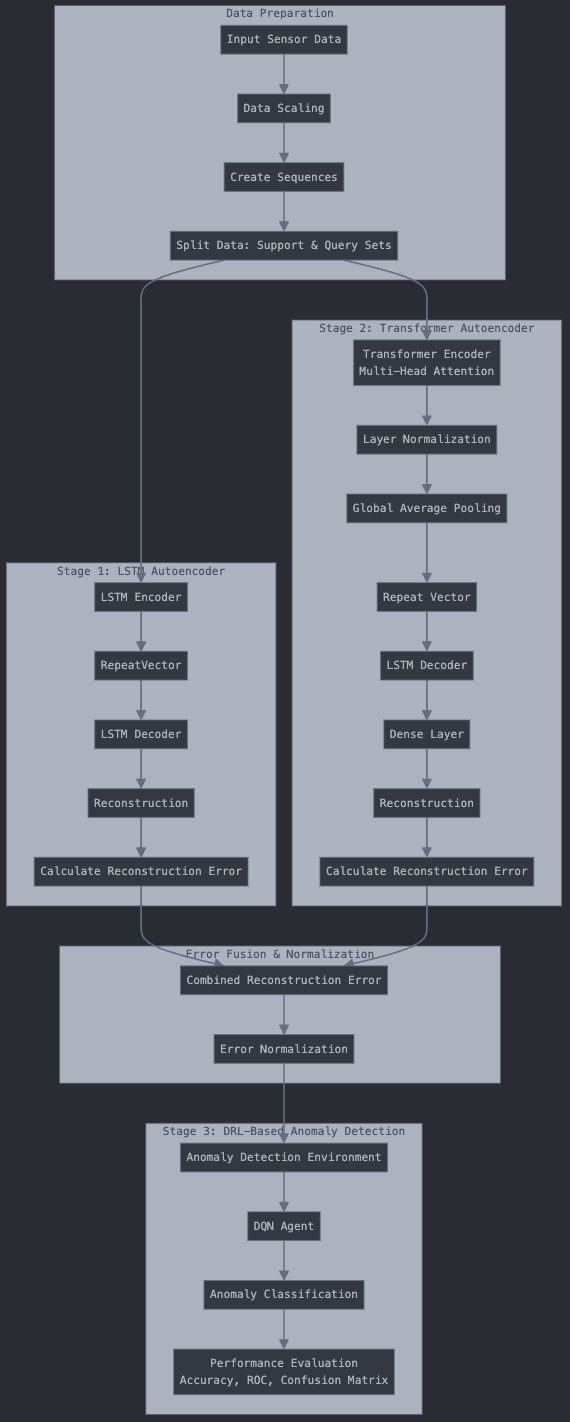 Data Preparation
Input Sensor Data
Data Scaling
Create Sequences
Split Data: Support & Query Sets
Stage 2: Transformer Autoencoder
Transformer Encoder
Multi-Head Attention
Layer Normalization
Global Average Pooling
Repeat Vector
LSTM Decoder
Dense Layer
Reconstruction
Calculate Reconstruction Error
Stage 1: LSTM Autoencoder
LSTM Encoder
RepeatVector
LSTM Decoder
Reconstruction
Calculate Reconstruction Error
Error Fusion & Normalization
Combined Reconstruction Error
Error Normalization
Stage 3: DRL-Based Anomaly Detection
Anomaly Detection Environment
DQN Agent
Anomaly Classification
Performance Evaluation
Accuracy, ROC, Confusion Matrix